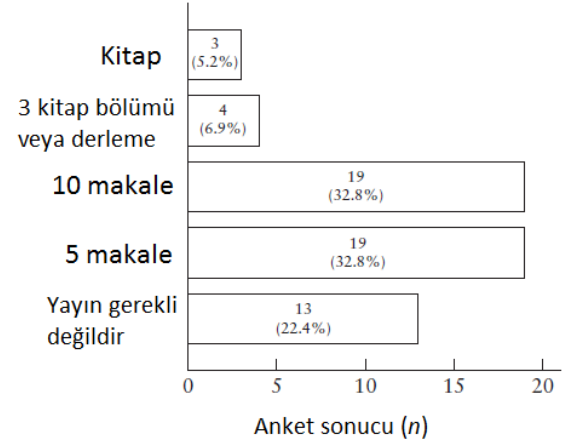 Kitap
3
(5.2%)
3 kitap bölümü
veya derleme
4
(6.9%)
10 makale
19
(32.8%)
5 makale
19
(32.8%)
Yayın gerekli
değildir
13
(22.4%)
0 5 10 15 20
Anket sonucu (n)